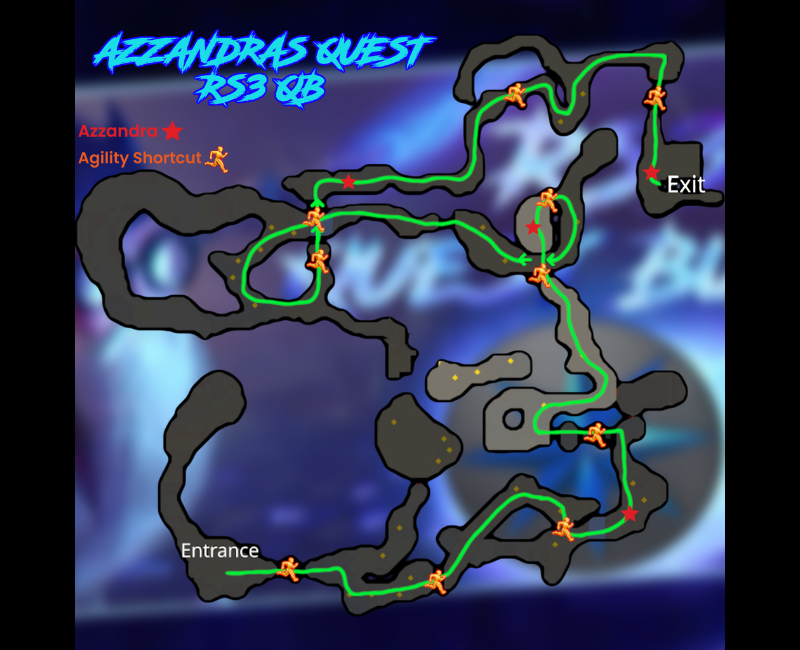 AZZANDRAS QUEST
RS3 QB
Azzandra
Agility Shortcut
Exit
Entrance